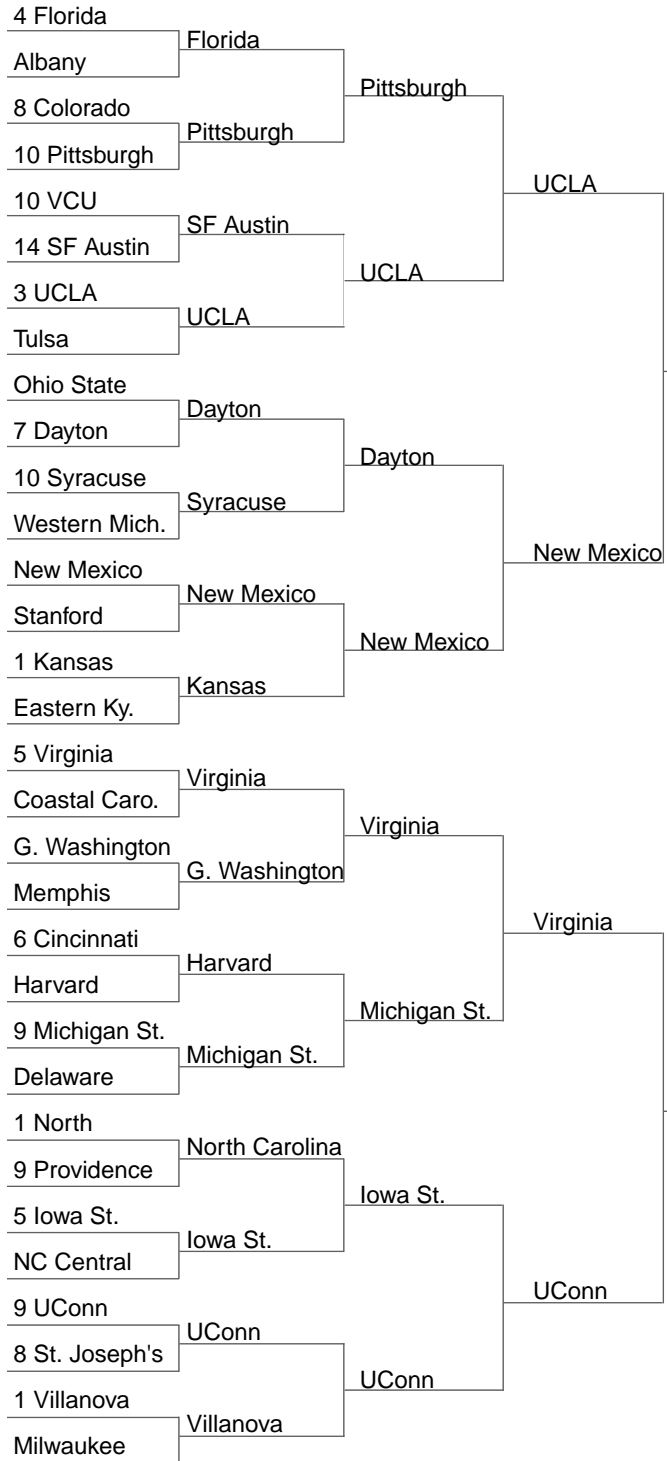 4 Florida
Albany
8 Colorado
10 Pittsburgh
10 VCU
14 SF Austin
3 UCLA
Tulsa
Ohio State
7 Dayton
10 Syracuse
Western Mich.
New Mexico
Stanford
1 Kansas
Eastern Ky.
5 Virginia
Coastal Caro.
G. Washington
Memphis
6 Cincinnati
Harvard
9 Michigan St.
Delaware
1 North
9 Providence
5 Iowa St.
NC Central
9 UConn
8 St. Joseph's
1 Villanova
Milwaukee
Florida
Pittsburgh
SF Austin
UCLA
Dayton
Syracuse
New Mexico
Kansas
Virginia
G. Washington
Harvard
Michigan St.
North Carolina
Iowa St.
UConn
Villanova
Pittsburgh
UCLA
Dayton
New Mexico
Virginia
Michigan St.
Iowa St.
UConn
UCLA
New Mexico
Virginia
UConn